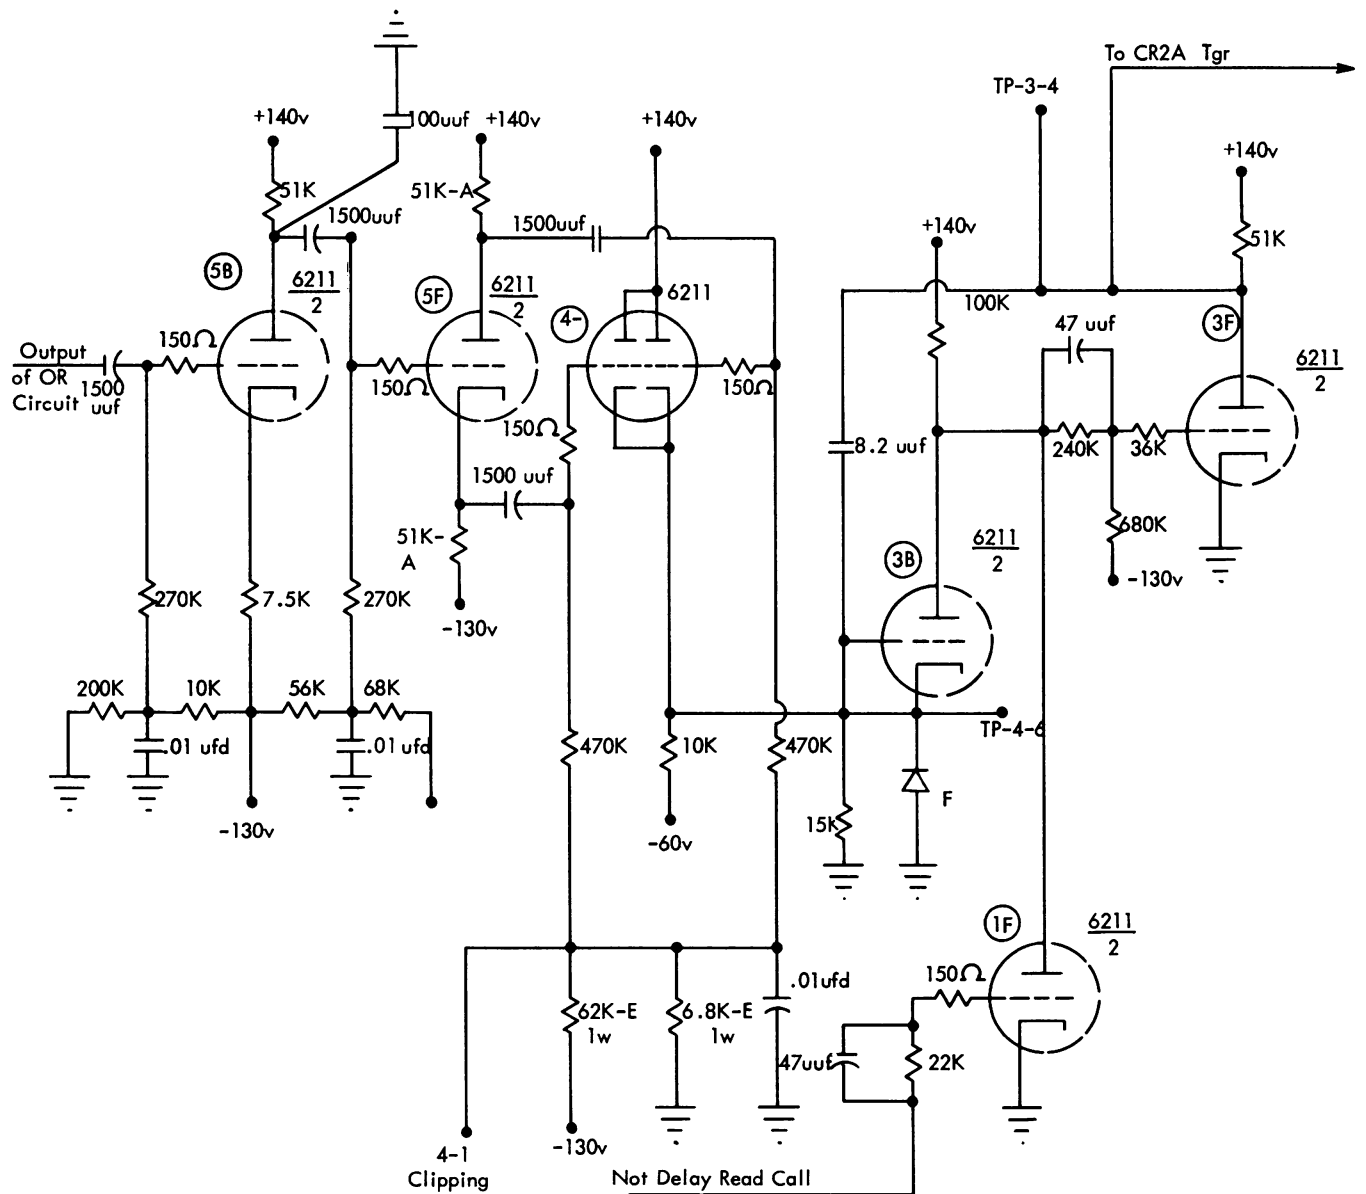 To CR2A Tgr
TP-3-4
+140v
100uuf
+140v
+140v
+140v
51K
51K-A
1500uuf
1500uuf
+140v
51K
5B
6211
2
5F
6211
2
4-
6211
100K
47 uuf
3F
6211
2
Output
of OR
Circuit
1500
uuf
150Ω
150Ω
150Ω
150Ω
8.2 uuf
240K
36K
1500 uuf
680K
-130v
51K-
A
-130v
3B
6211
2
270K
7.5K
270K
200K
10K
56K
68K
.01 ufd
.01 ufd
-130v
470K
10K
470K
TP-4-6
-60v
15K
F
1F
6211
2
150Ω
62K-E
1w
6.8K-E
1w
.01ufd
47uuf
22K
4-1
Clipping
-130v
Not Delay Read Call